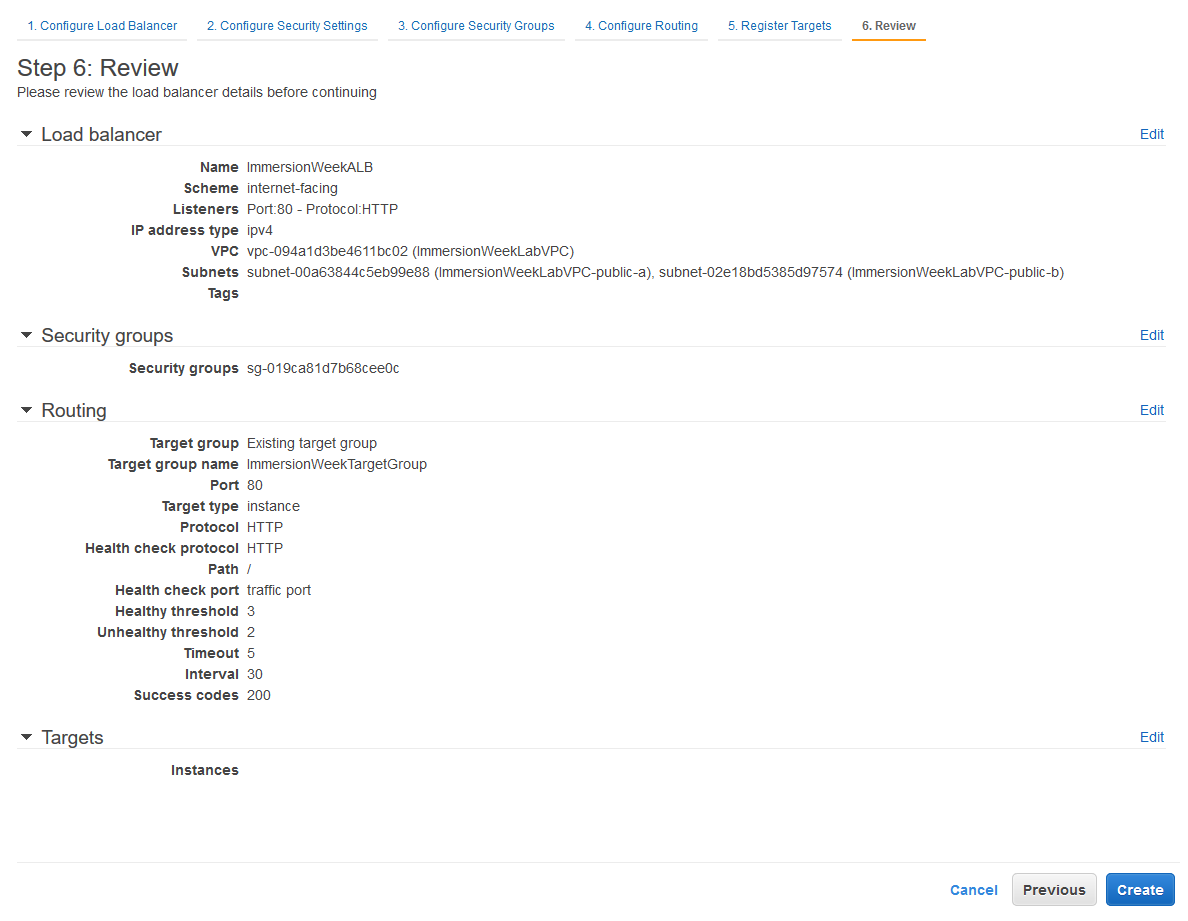 1. Configure Load Balancer 2. Configure Security Settings 3. Configure Security Groups 4. Configure Routing 5. Register Targets 6. Review
Step 6: Review
Please review the load balancer details before continuing
Load balancer Edit
Name ImmersionWeekALB
Scheme internet-facing
Listeners Port:80 - Protocol:HTTP
IP address type ipv4
VPC vpc-094a1d3be4611bc02 (ImmersionWeekLabVPC)
Subnets subnet-00a63844c5eb99e88 (ImmersionWeekLabVPC-public-a), subnet-02e18bd5385d97574 (ImmersionWeekLabVPC-public-b)
Tags
Security groups Edit
Security groups sg-019ca81d7b68cee0c
Routing Edit
Target group Existing target group
Target group name ImmersionWeekTargetGroup
Port 80
Target type instance
Protocol HTTP
Health check protocol HTTP
Path /
Health check port traffic port
Healthy threshold 3
Unhealthy threshold 2
Timeout 5
Interval 30
Success codes 200
Targets Edit
Instances
Cancel Previous Create